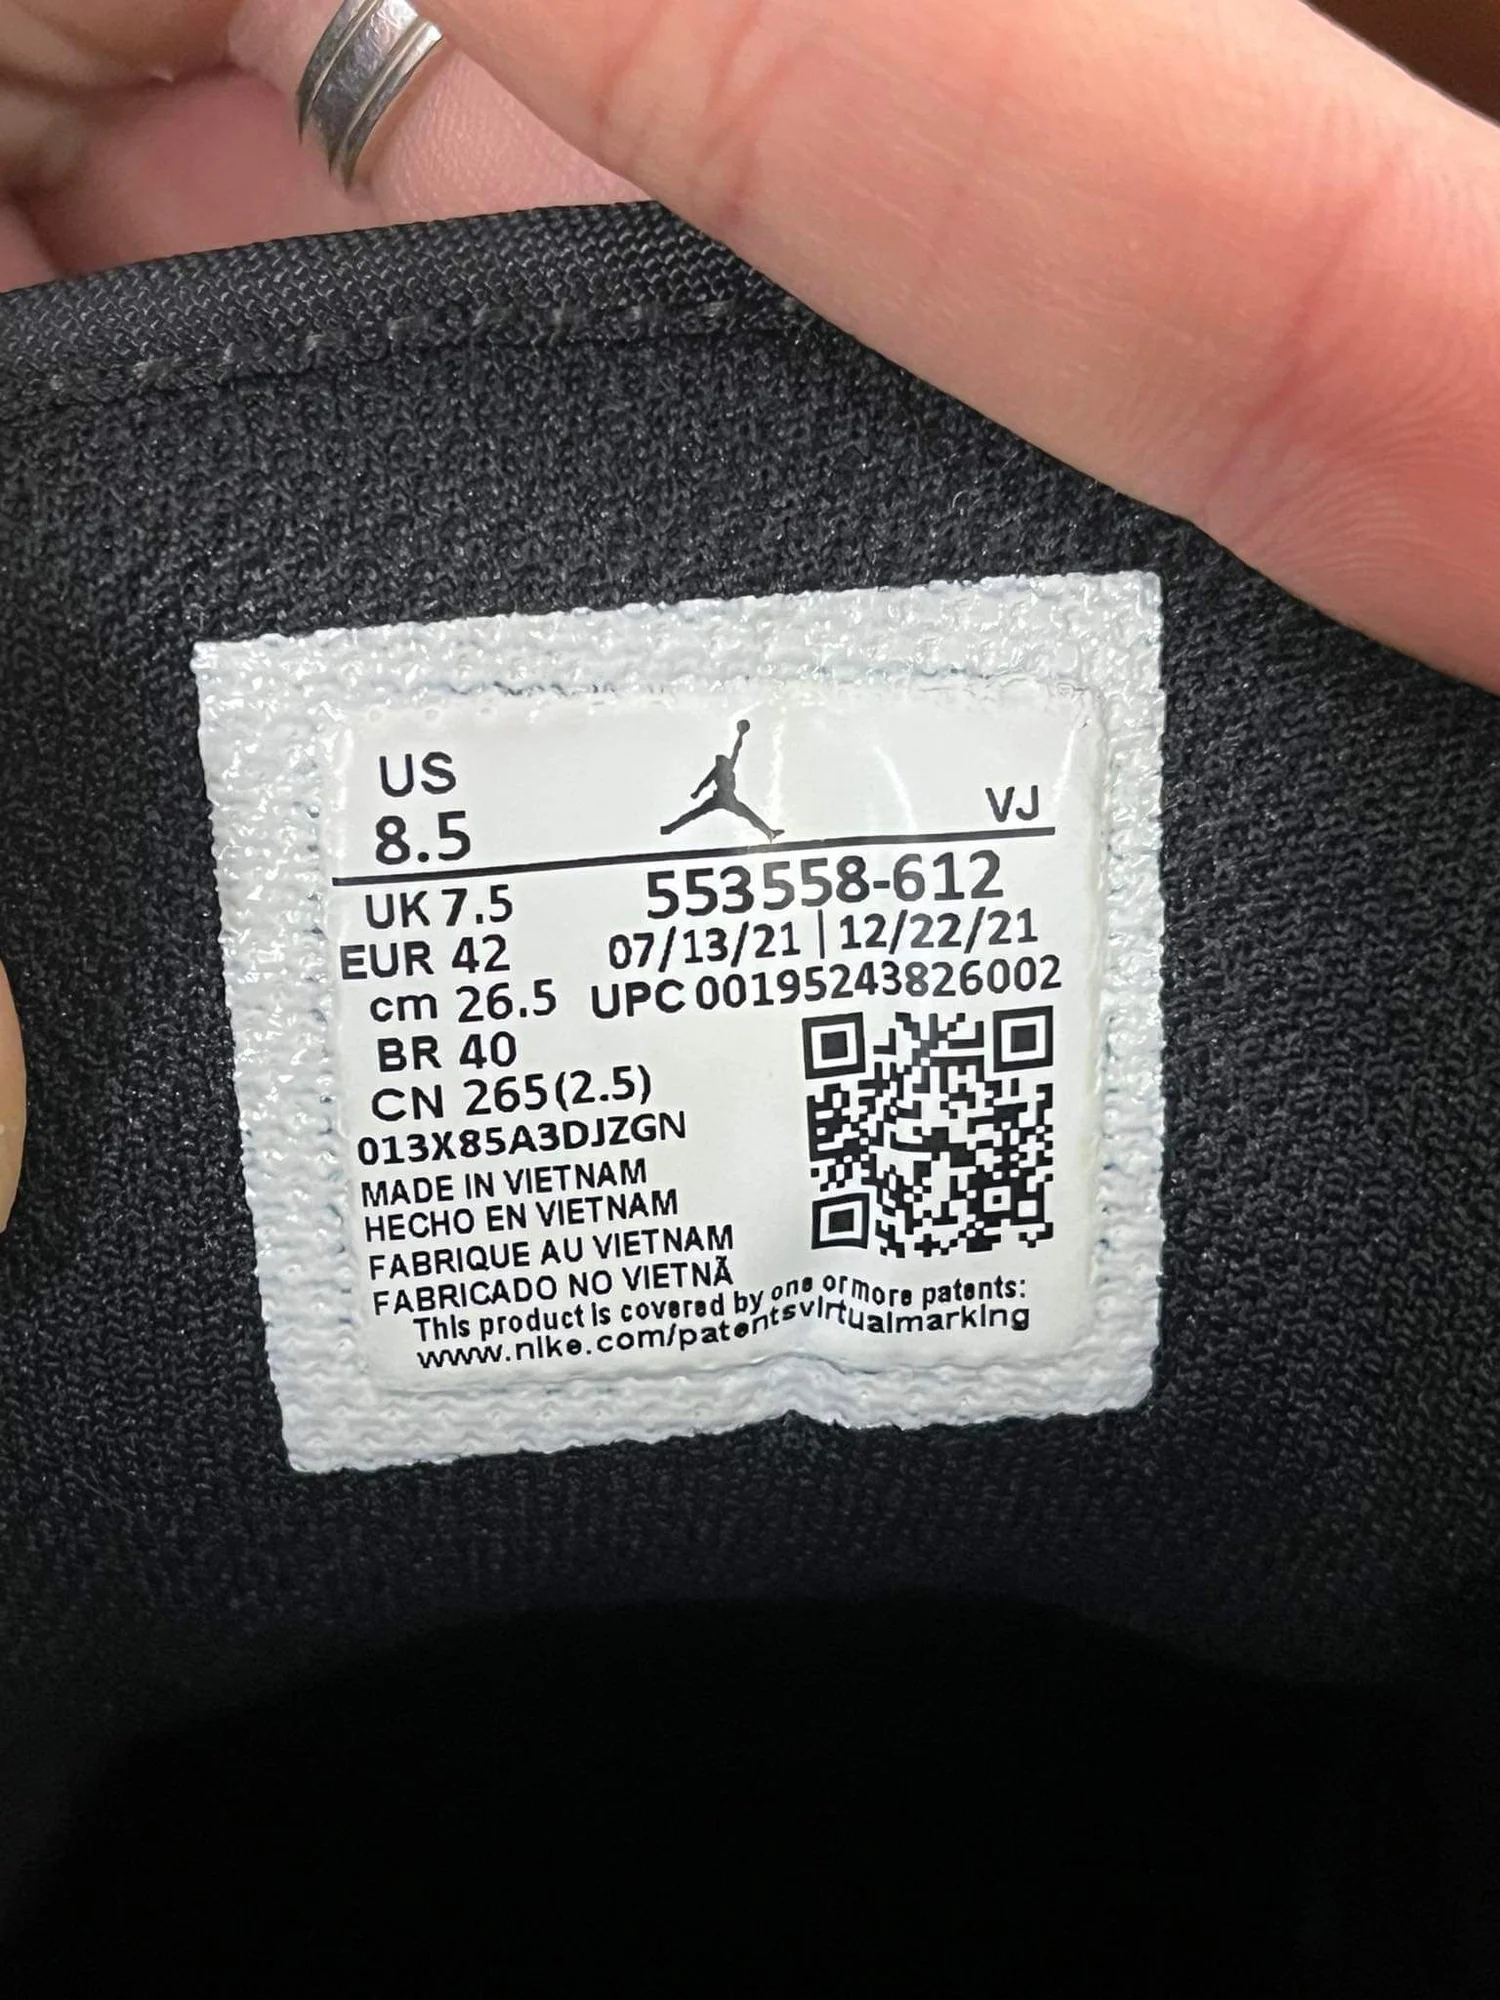 US
8.5
VJ
UK 7.5
553558-612
EUR 42
07/13/21 | 12/22/21
cm 26.5
UPC 00195243826002
BR 40
CN 265(2.5)
013X85A3DJZGN
MADE IN VIETNAM
HECHO EN VIETNAM
FABRIQUE AU VIETNAM
FABRICADO NO VIETNÃ
This product is covered by one or more patents:
www.nike.com/patentsvirtualmarking